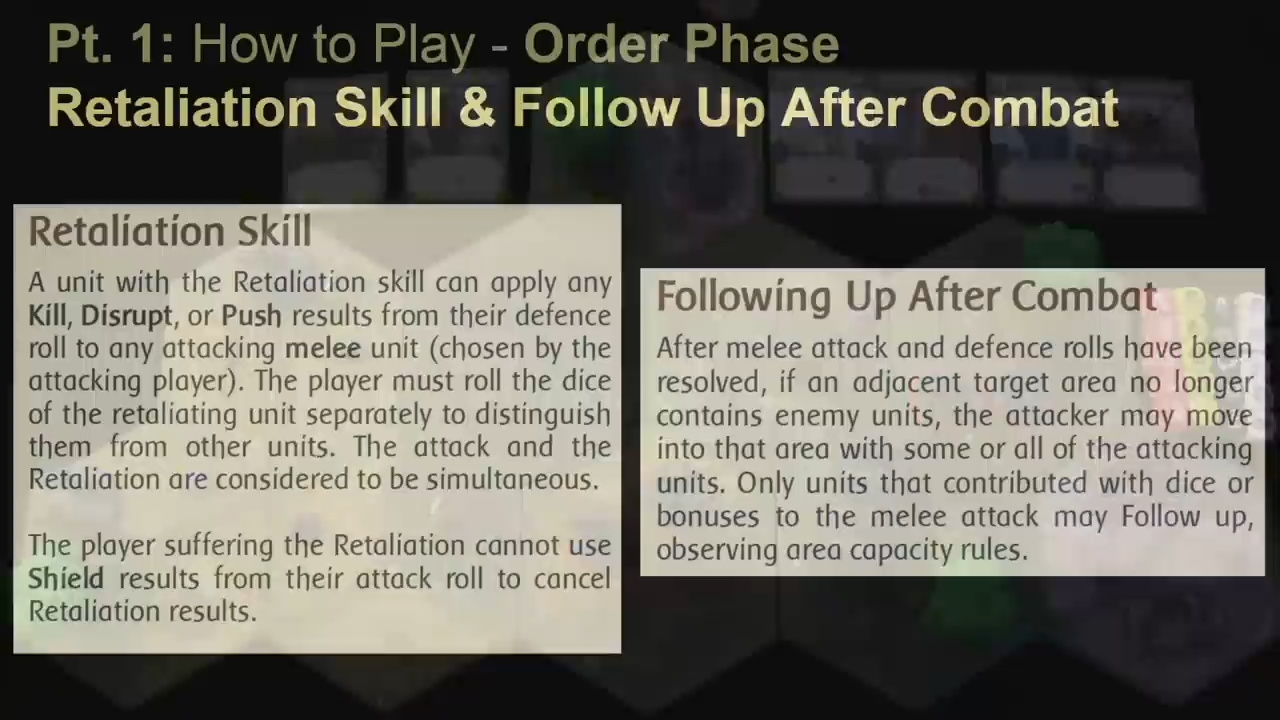 Pt. 1: How to Play - Order Phase
Retaliation Skill & Follow Up After Combat
Retaliation Skill
A unit with the Retaliation skill can apply any
Kill, Disrupt, or Push results from their defence
roll to any attacking melee unit (chosen by the
attacking player). The player must roll the dice
of the retaliating unit separately to distinguish
them from other units. The attack and the
Retaliation are considered to be simultaneous.
The player suffering the Retaliation cannot use
Shield results from their attack roll to cancel
Retaliation results.
Following Up After Combat
After melee attack and defence rolls have been
resolved, if an adjacent target area no longer
contains enemy units, the attacker may move
into that area with some or all of the attacking
units. Only units that contributed with dice or
bonuses to the melee attack may Follow up,
observing area capacity rules.